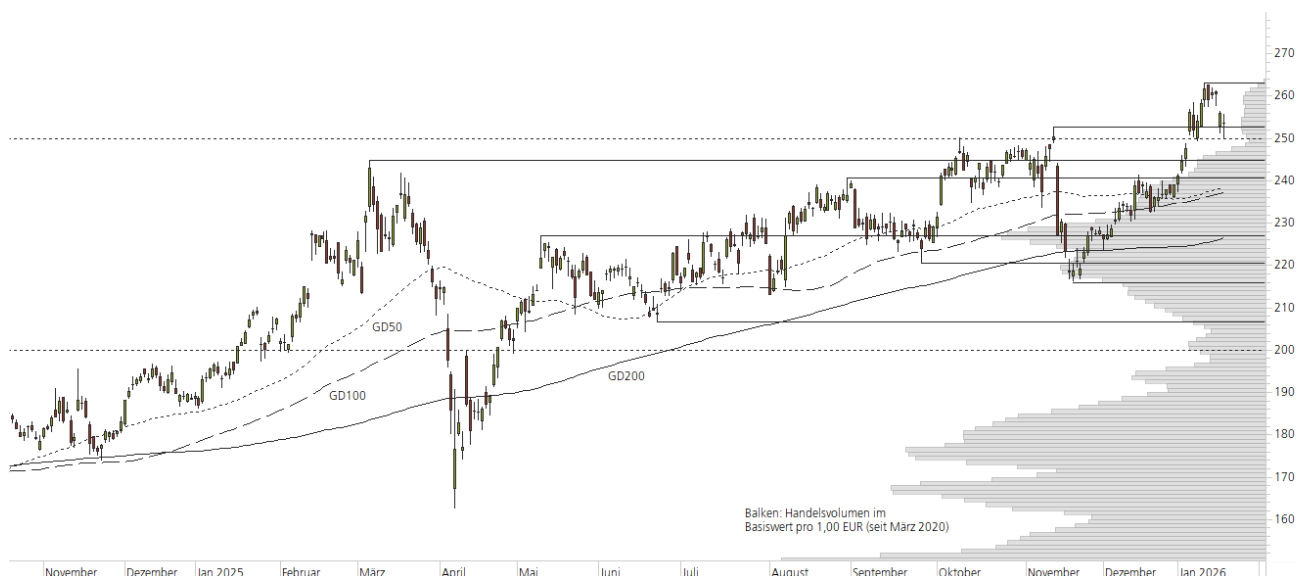 270
260
250
240
230
220
210
200
190
180
170
160
GD50
GD100
GD200
Balken: Handelsvolumen im
Basiswert pro 1,00 EUR (seit März 2020)
November Dezember Jan 2025 Februar März April Mai Juni Juli August September Oktober November Dezember Jan 2026